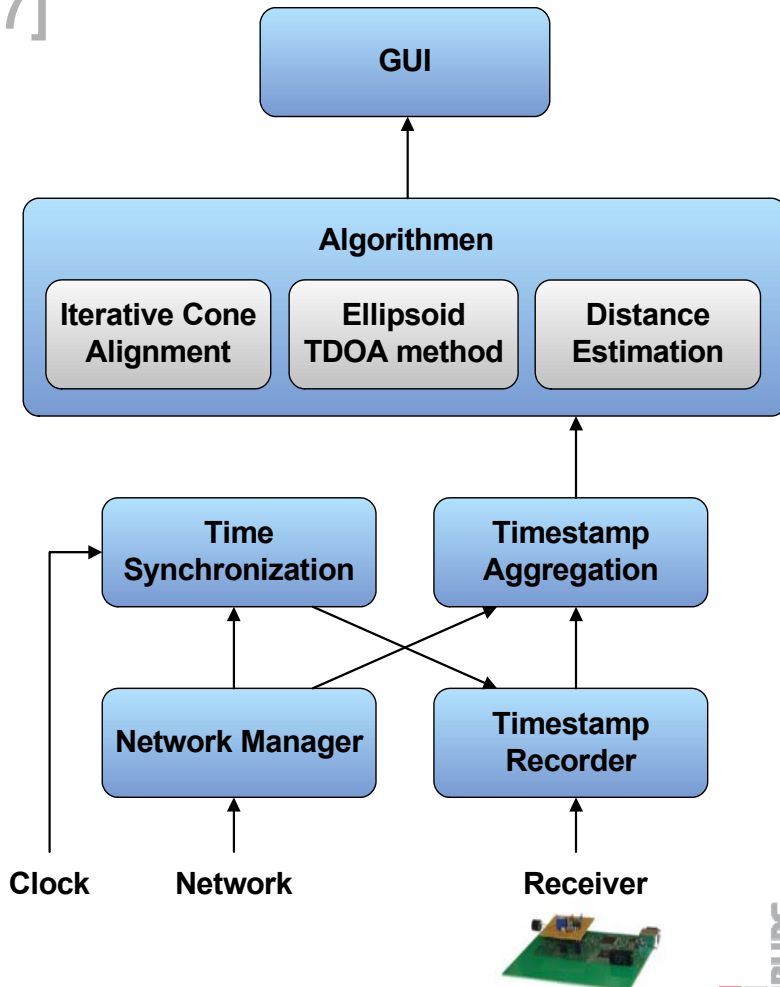 7]
GUI
Algorithmen
Iterative Cone
Alignment
Ellipsoid
TDOA method
Distance
Estimation
Time
Synchronization
Timestamp
Aggregation
Network Manager
Timestamp
Recorder
Clock
Network
Receiver